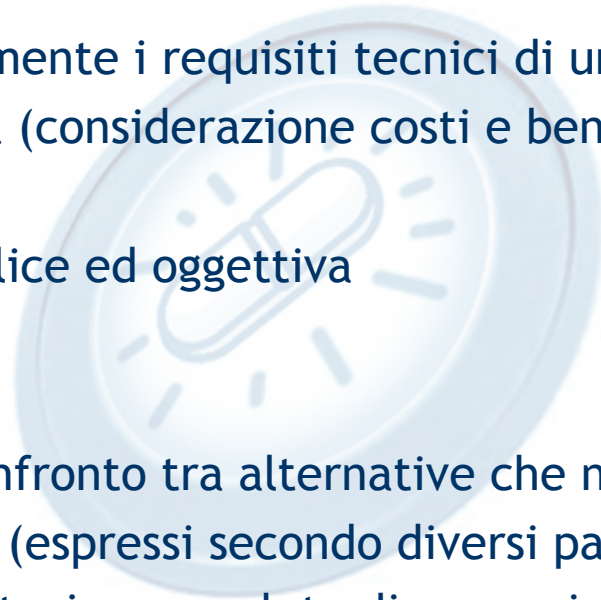 mente i requisiti tecnici di un
(considerazione costi e ben
lice ed oggettiva
nfronto tra alternative che n
(espressi secondo diversi pa